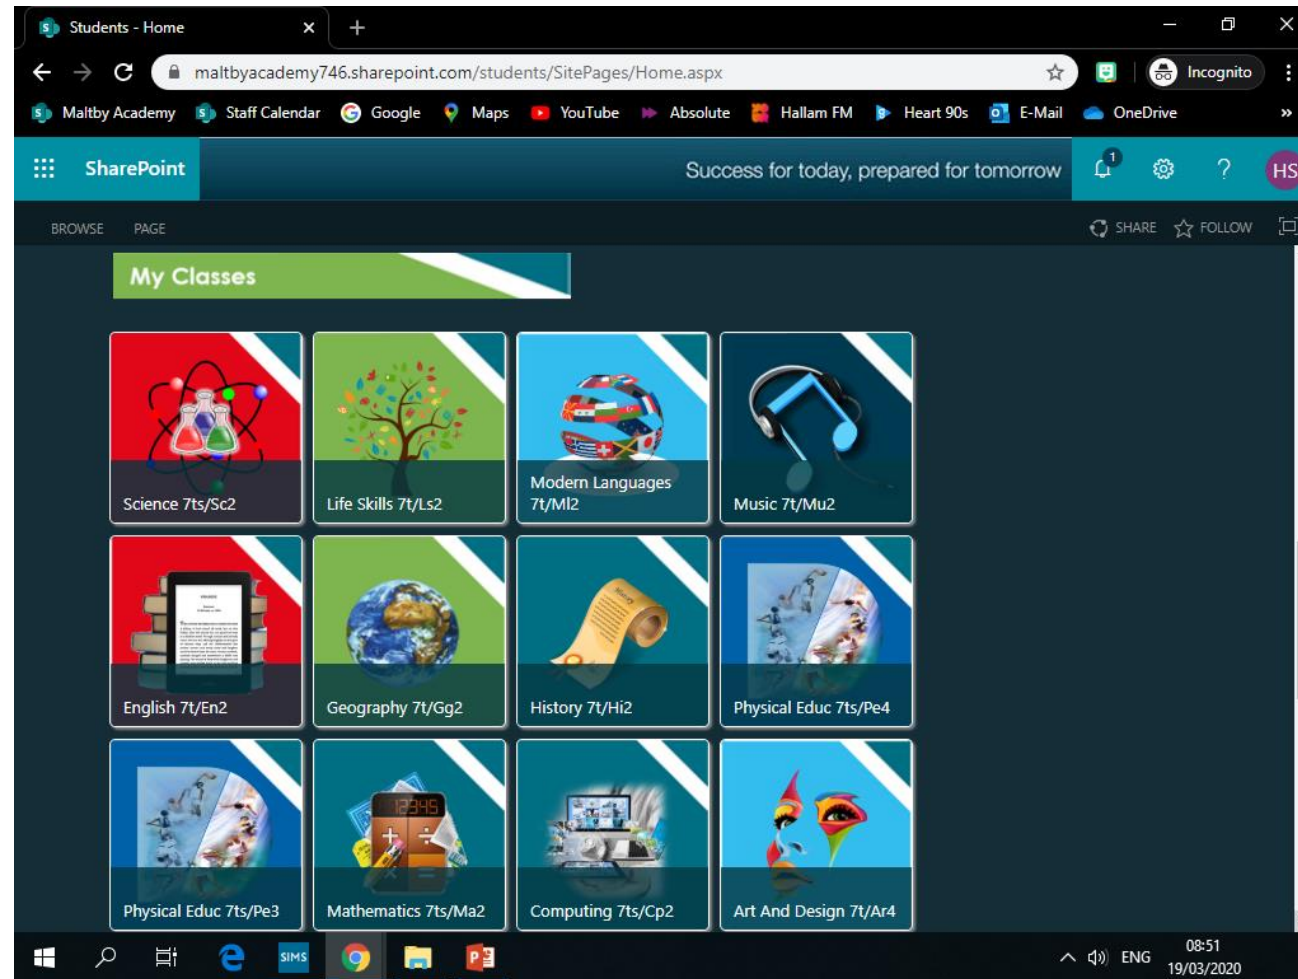 Students - Home
maltbyacademy746.sharepoint.com/students/SitePages/Home.aspx
Incognito
Maltby Academy Staff Calendar Google Maps YouTube Absolute Hallam FM Heart 90s E-Mail OneDrive »
SharePoint
Success for today, prepared for tomorrow
1
?
HS
BROWSE PAGE
SHARE FOLLOW
My Classes
Science 7ts/Sc2
Life Skills 7t/Ls2
Modern Languages
7t/Ml2
Music 7t/Mu2
English 7t/En2
Geography 7t/Gg2
History 7t/Hi2
Physical Educ 7ts/Pe4
12345
Physical Educ 7ts/Pe3
Mathematics 7ts/Ma2
Computing 7ts/Cp2
Art And Design 7t/Ar4
SIMS
ENG
08:51
19/03/2020